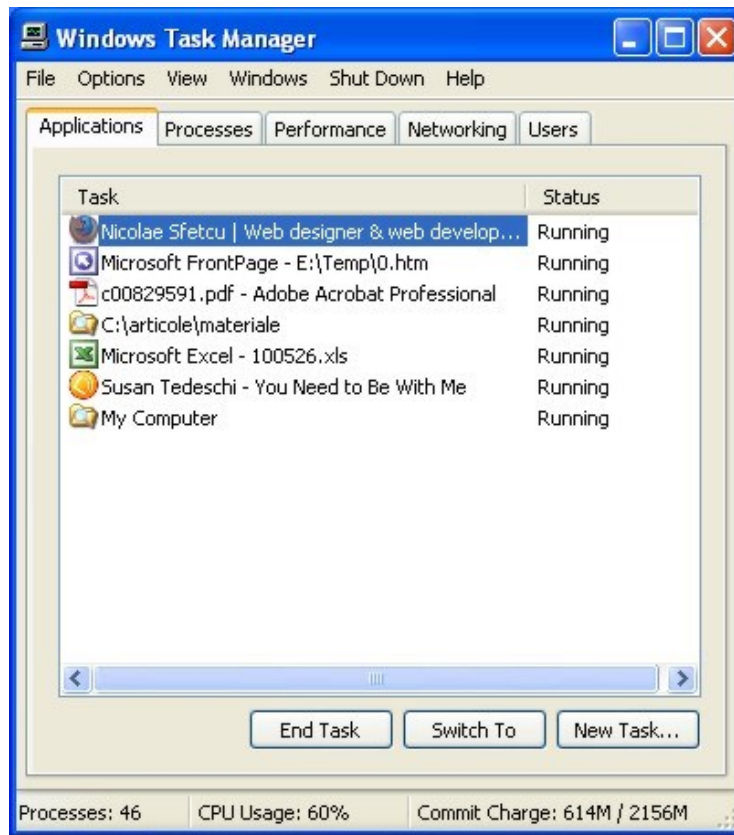 Windows Task Manager
File Options View Windows Shut Down Help
Applications Processes Performance Networking Users
Task Status
Nicolae Sfetcu | Web designer & web develop... Running
Microsoft FrontPage - E:\Temp\0.htm Running
c00829591.pdf - Adobe Acrobat Professional Running
C:\articole\materiale Running
Microsoft Excel - 100526.xls Running
Susan Tedeschi - You Need to Be With Me Running
My Computer Running
End Task Switch To New Task...
Processes: 46 CPU Usage: 60% Commit Charge: 614M / 2156M